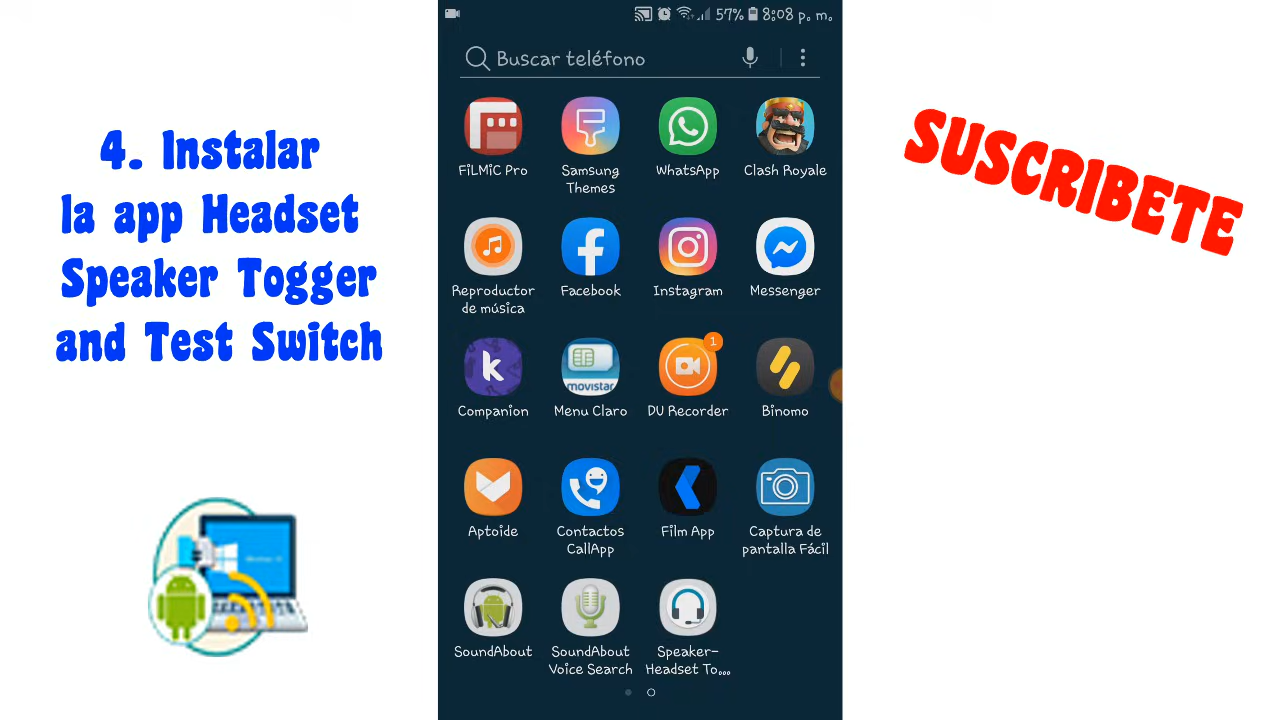 4. Instalar
la app Headset
Speaker Togger
and Test Switch
57% 8:08 p. m.
Buscar teléfono
FiLMiC Pro
Samsung
Themes
WhatsApp
Clash Royale
Reproductor
de música
Facebook
Instagram
Messenger
k
Companion
movistar
Menu Claro
1
DU Recorder
Binomo
Aptoide
Contactos
CallApp
Film App
Captura de
pantalla Fácil
SoundAbout
SoundAbout
Voice Search
Speaker-
Headset To...
SUSCRIBETE